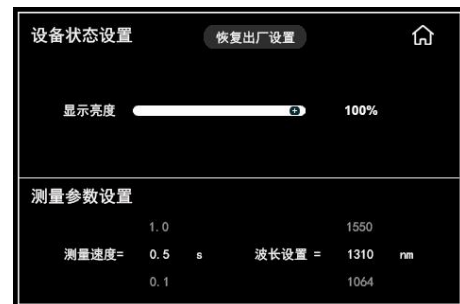 设备状态设置 恢复出厂设置
显示亮度 100%
测量参数设置
1.0 1550
测量速度= 0.5 s 波长设置 = 1310 nm
0.1 1064